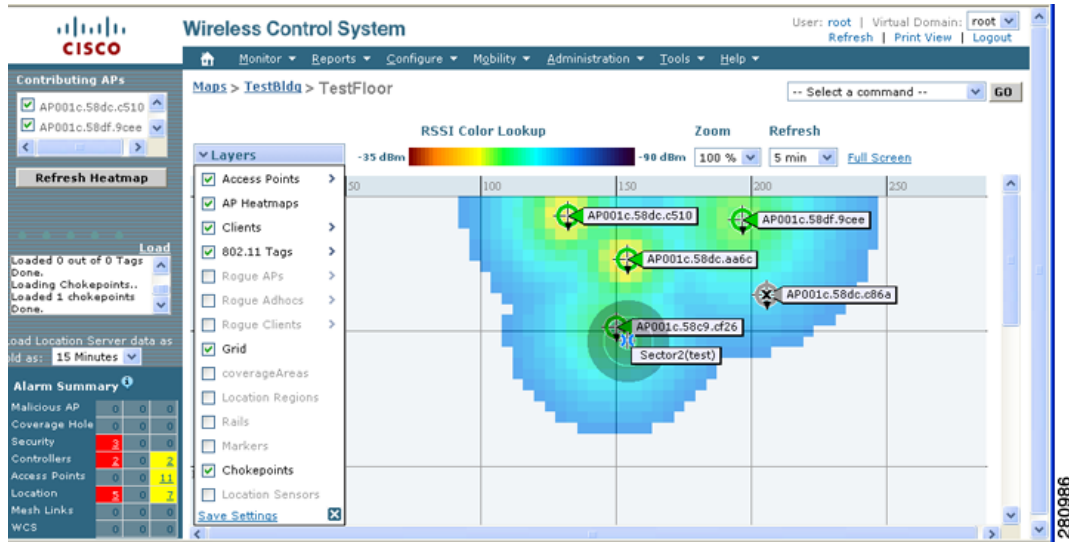 CISCO
Wireless Control System
User: root | Virtual Domain: root
Refresh | Print View | Logout
Monitor Reports Configure Mobility Administration Tools Help
Contributing APs
AP001c.58dc.c510
AP001c.58df.9cee
Refresh Heatmap
Load
Loaded 0 out of 0 Tags
Done.
Loading Chokepoints..
Loaded 1 chokepoints
Done.
Load Location Server data as
old as: 15 Minutes
Alarm Summary
Malicious AP 0 0 0
Coverage Hole 0 0 0
Security 0 0
Controllers 2 0 2
Access Points 0 0 11
Location 5 0 7
Mesh Links 0 0 0
WCS 0 0 0
Maps > TestBldg > TestFloor
-- Select a command -- GO
RSSI Color Lookup
Zoom
Refresh
-35 dBm
-90 dBm
100 %
5 min
Full Screen
Layers
Access Points
AP Heatmaps
Clients
802.11 Tags
Rogue APs
Rogue Adhocs
Rogue Clients
Grid
coverageAreas
Location Regions
Rails
Markers
Chokepoints
Location Sensors
Save Settings
50 100 150 200 250
AP001c.58dc.c510
AP001c.58df.9cee
AP001c.58dc.aa6c
AP001c.58dc.c86a
AP001c.58c9.cf26
Sector2(test)
280986